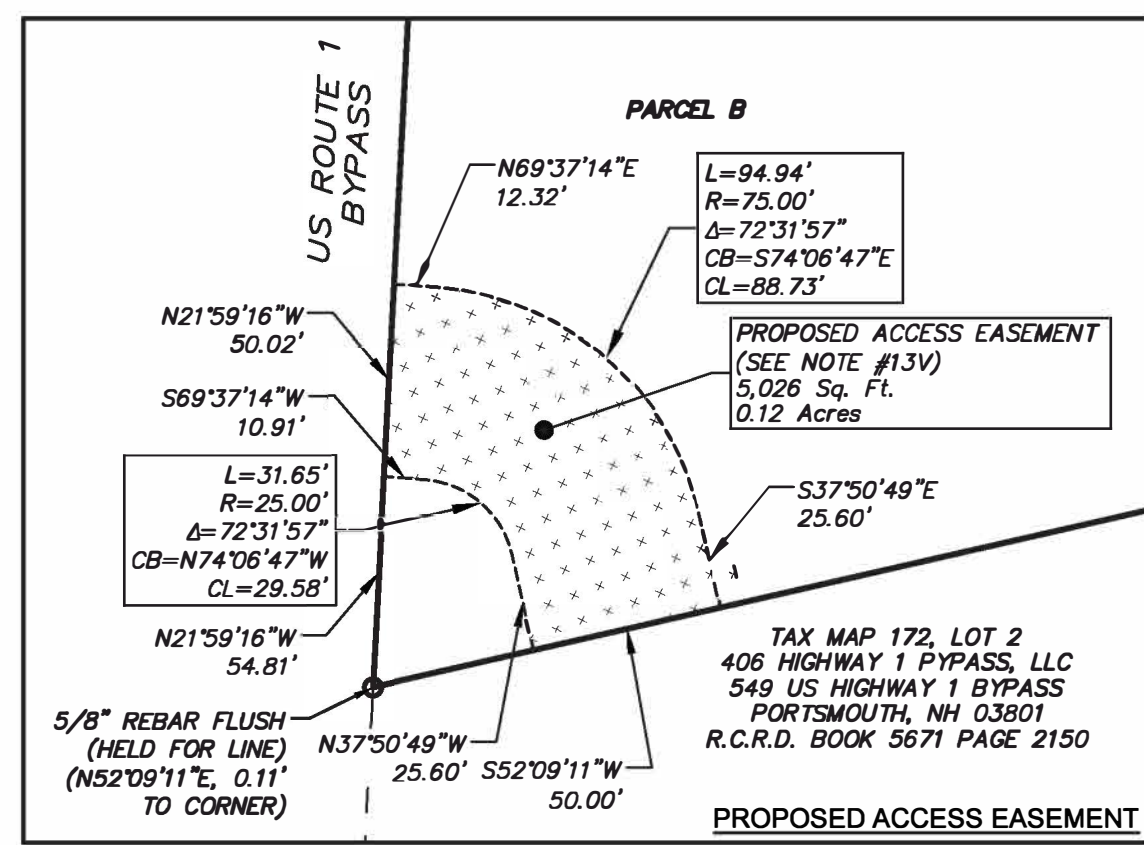 US ROUTE 1
BYPASS
PARCEL B
N69°37'14"E
12.32'
L=94.94'
R=75.00'
Δ=72°31'57"
CB=S74°06'47"E
CL=88.73'
N21°59'16"W
50.02'
PROPOSED ACCESS EASEMENT
(SEE NOTE #13V)
5,026 Sq. Ft.
0.12 Acres
S69°37'14"W
10.91'
L=31.65'
R=25.00'
Δ=72°31'57"
CB=N74°06'47"W
CL=29.58'
S37°50'49"E
25.60'
N21°59'16"W
54.81'
TAX MAP 172, LOT 2
406 HIGHWAY 1 PYPASS, LLC
549 US HIGHWAY 1 BYPASS
PORTSMOUTH, NH 03801
R.C.R.D. BOOK 5671 PAGE 2150
5/8" REBAR FLUSH
(HELD FOR LINE)
(N52°09'11"E, 0.11'
TO CORNER)
N37°50'49"W
25.60'
S52°09'11"W
50.00'
PROPOSED ACCESS EASEMENT